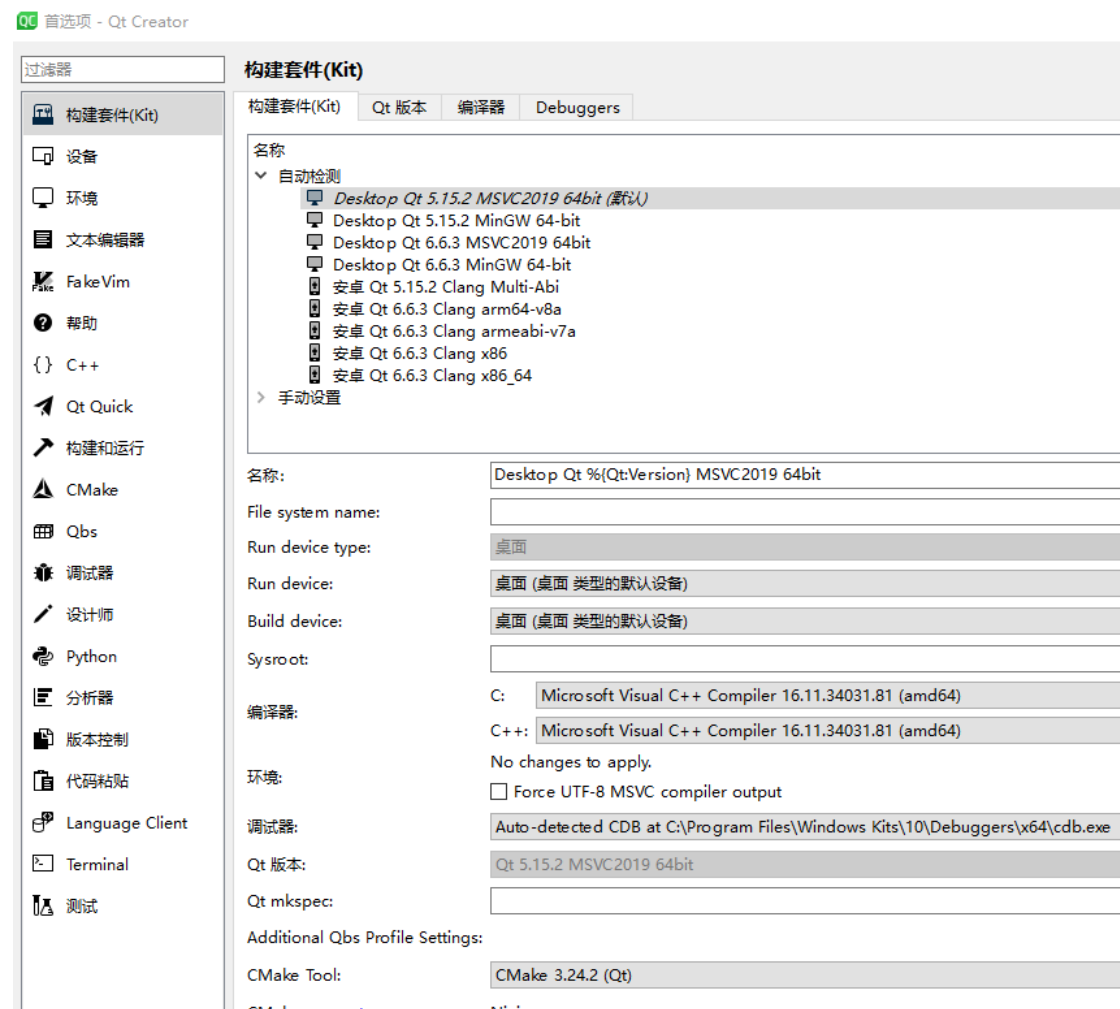 QC 首选项 - Qt Creator
过滤器
构建套件(Kit)
设备
环境
文本编辑器
Fake FakeVim
帮助
{} C++
Qt Quick
构建和运行
CMake
Qbs
调试器
设计师
Python
分析器
版本控制
代码粘贴
Language Client
Terminal
测试
构建套件(Kit)
构建套件(Kit) Qt 版本 编译器 Debuggers
名称
自动检测
Desktop Qt 5.15.2 MSVC2019 64bit (默认)
Desktop Qt 5.15.2 MinGW 64-bit
Desktop Qt 6.6.3 MSVC2019 64bit
Desktop Qt 6.6.3 MinGW 64-bit
安卓 Qt 5.15.2 Clang Multi-Abi
安卓 Qt 6.6.3 Clang arm64-v8a
安卓 Qt 6.6.3 Clang armeabi-v7a
安卓 Qt 6.6.3 Clang x86
安卓 Qt 6.6.3 Clang x86_64
手动设置
名称: Desktop Qt %{Qt:Version} MSVC2019 64bit
File system name:
Run device type: 桌面
Run device: 桌面 (桌面 类型的默认设备)
Build device: 桌面 (桌面 类型的默认设备)
Sysroot:
编译器:
C: Microsoft Visual C++ Compiler 16.11.34031.81 (amd64)
C++: Microsoft Visual C++ Compiler 16.11.34031.81 (amd64)
环境:
No changes to apply.
Force UTF-8 MSVC compiler output
调试器: Auto-detected CDB at C:\Program Files\Windows Kits\10\Debuggers\x64\cdb.exe
Qt 版本: Qt 5.15.2 MSVC2019 64bit
Qt mkspec:
Additional Qbs Profile Settings:
CMake Tool: CMake 3.24.2 (Qt)